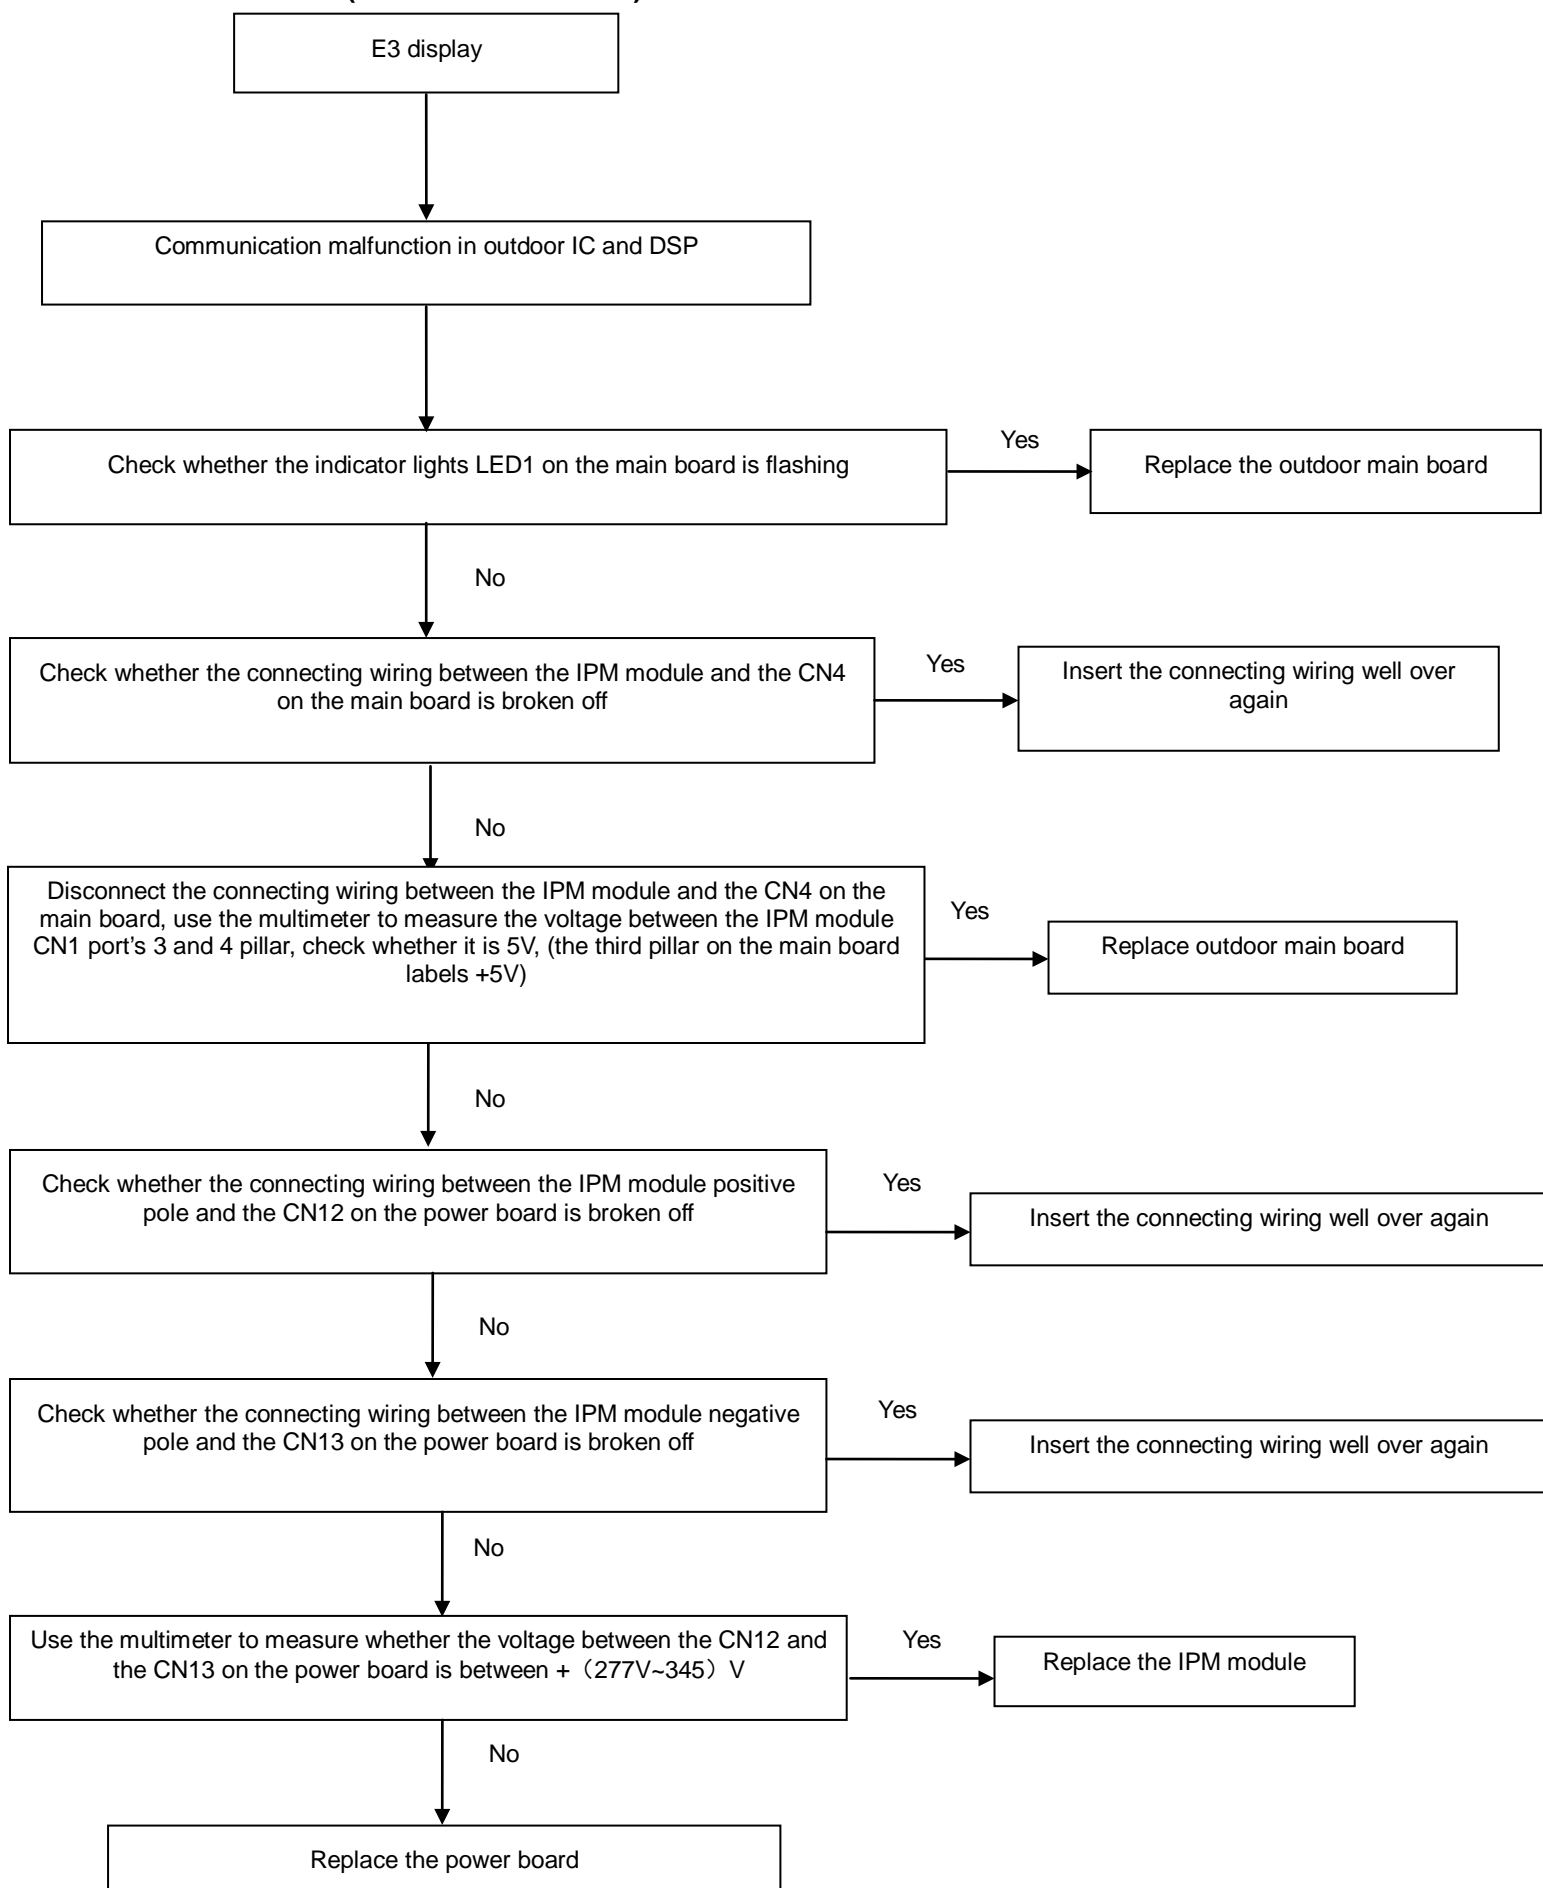 E3 display
Communication malfunction in outdoor IC and DSP
Check whether the indicator lights LED1 on the main board is flashing
Yes
Replace the outdoor main board
No
Check whether the connecting wiring between the IPM module and the CN4
on the main board is broken off
Yes
Insert the connecting wiring well over
again
No
Disconnect the connecting wiring between the IPM module and the CN4 on the
main board, use the multimeter to measure the voltage between the IPM module
CN1 port's 3 and 4 pillar, check whether it is 5V, (the third pillar on the main board
labels +5V)
Yes
Replace outdoor main board
No
Check whether the connecting wiring between the IPM module positive
pole and the CN12 on the power board is broken off
Yes
Insert the connecting wiring well over again
No
Check whether the connecting wiring between the IPM module negative
pole and the CN13 on the power board is broken off
Yes
Insert the connecting wiring well over again
No
Use the multimeter to measure whether the voltage between the CN12 and
the CN13 on the power board is between +（277V~345）V
Yes
Replace the IPM module
No
Replace the power board